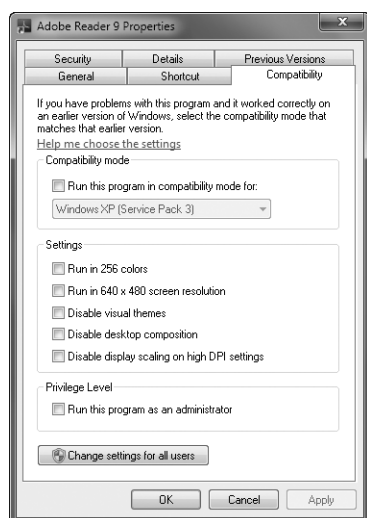 Adobe Reader 9 Properties
Security Details Previous Versions
General Shortcut Compatibility
If you have problems with this program and it worked correctly on
an earlier version of Windows, select the compatibility mode that
matches that earlier version.
Help me choose the settings
Compatibility mode
Run this program in compatibility mode for:
Windows XP (Service Pack 3)
Settings
Run in 256 colors
Run in 640 x 480 screen resolution
Disable visual themes
Disable desktop composition
Disable display scaling on high DPI settings
Privilege Level
Run this program as an administrator
Change settings for all users
OK Cancel Apply